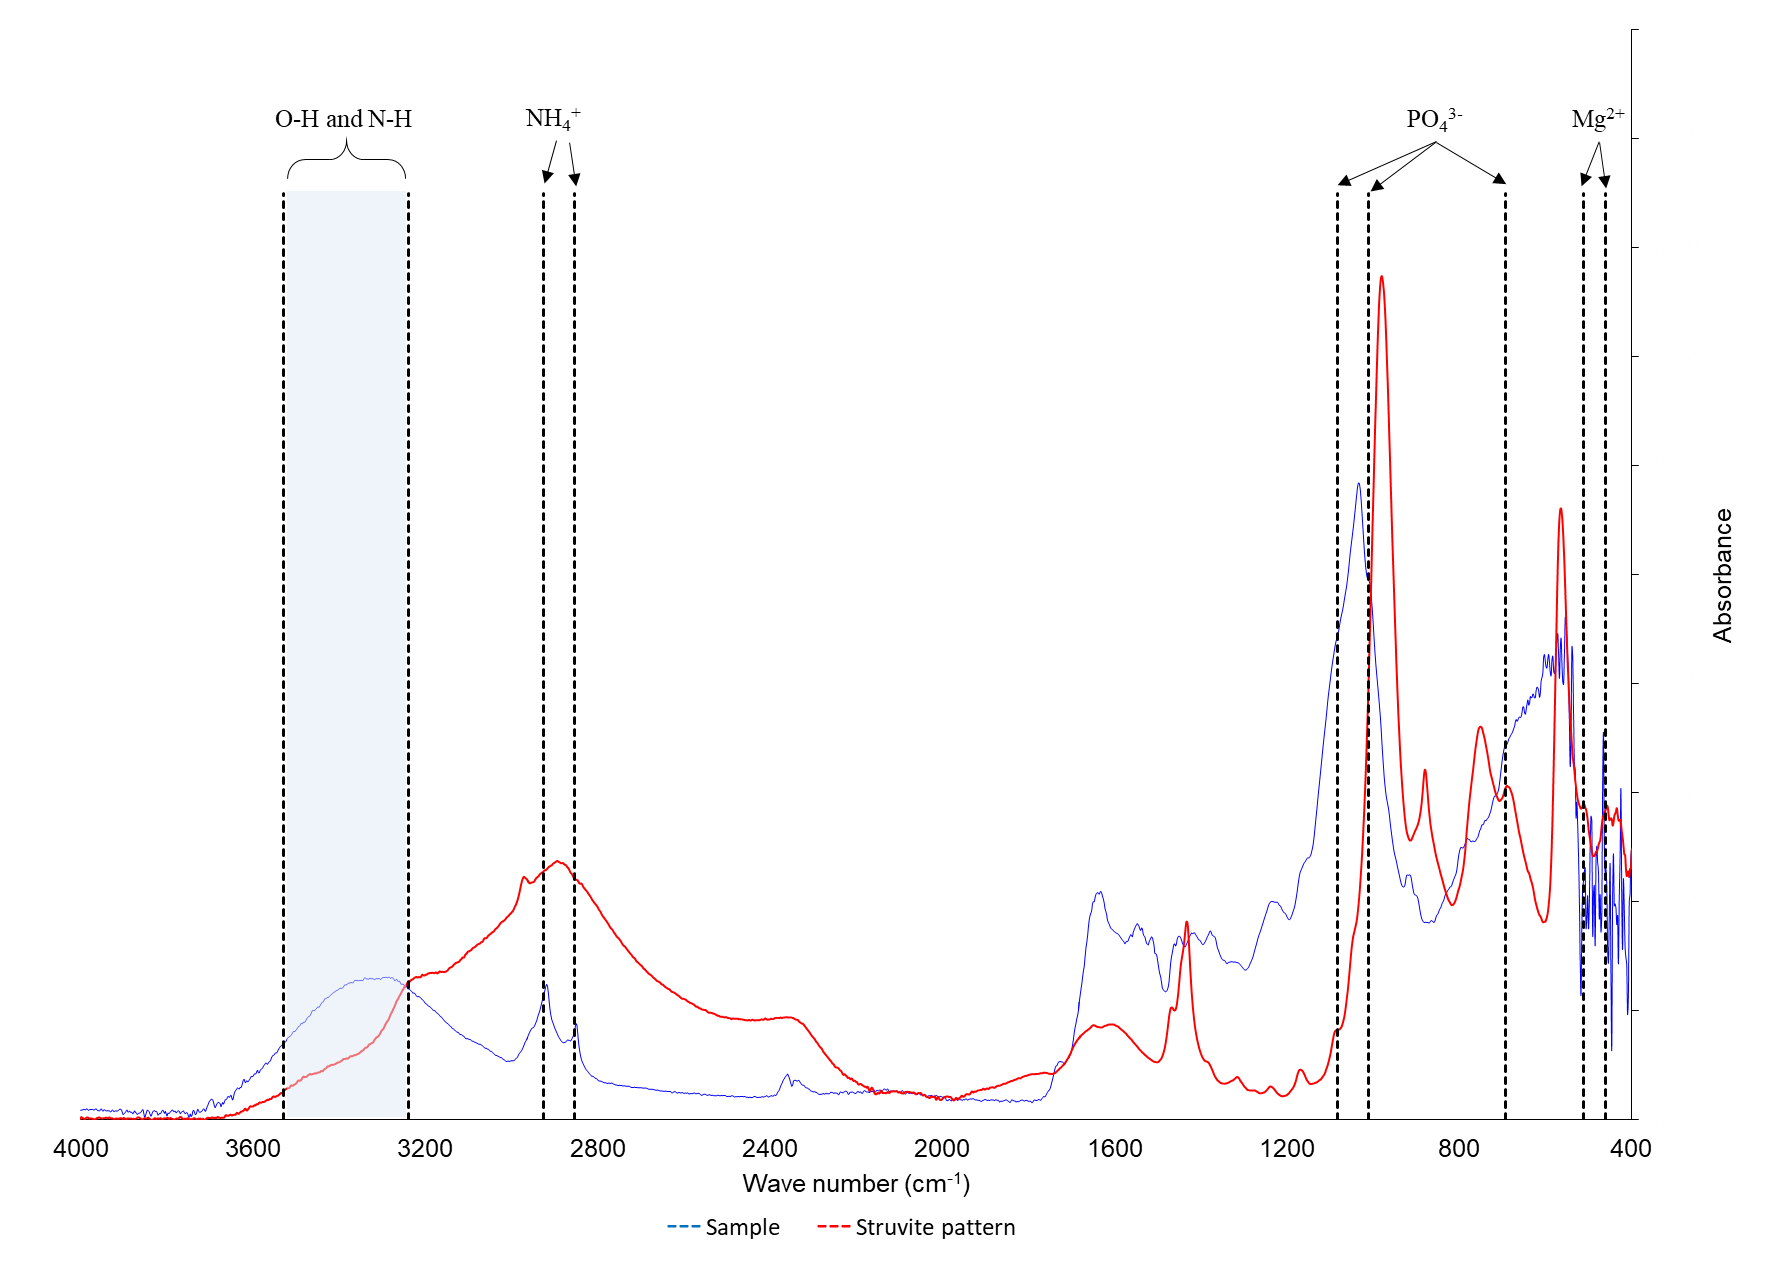 O-H and N-H
NH₄⁺
PO₄³⁻
Mg²⁺
Absorbance
4000 3600 3200 2800 2400 2000 1600 1200 800 400
Wave number (cm⁻¹)
Sample Struvite pattern